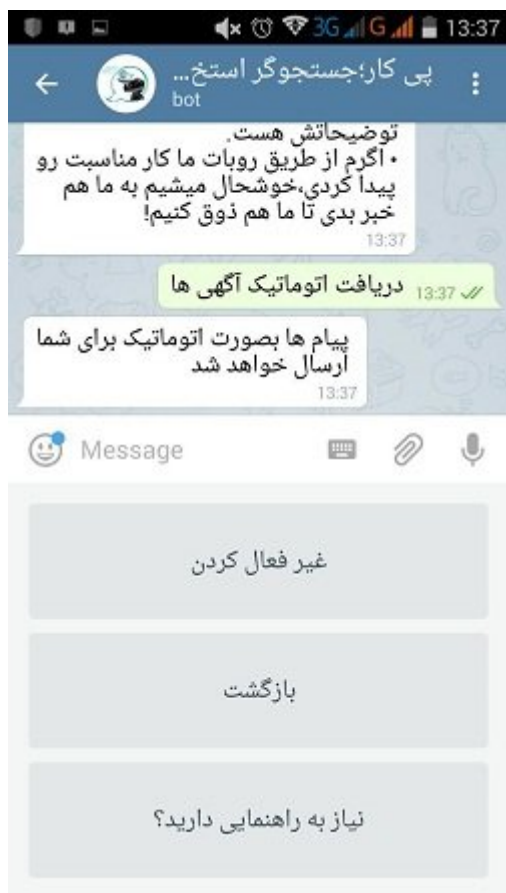 3G G 13:37
پی کار؛جستجوگر استخ...
bot
توضیحاتش هست.
• اگرم از طریق روبات ما کار مناسبت رو
پیدا کردی،خوشحال میشیم به ما هم
خبر بدی تا ما هم ذوق کنیم!
13:37
دریافت اتوماتیک آگهی ها
13:37
پیام ها بصورت اتوماتیک برای شما
ارسال خواهد شد
13:37
Message
غیر فعال کردن
بازگشت
نیاز به راهنمایی دارید؟